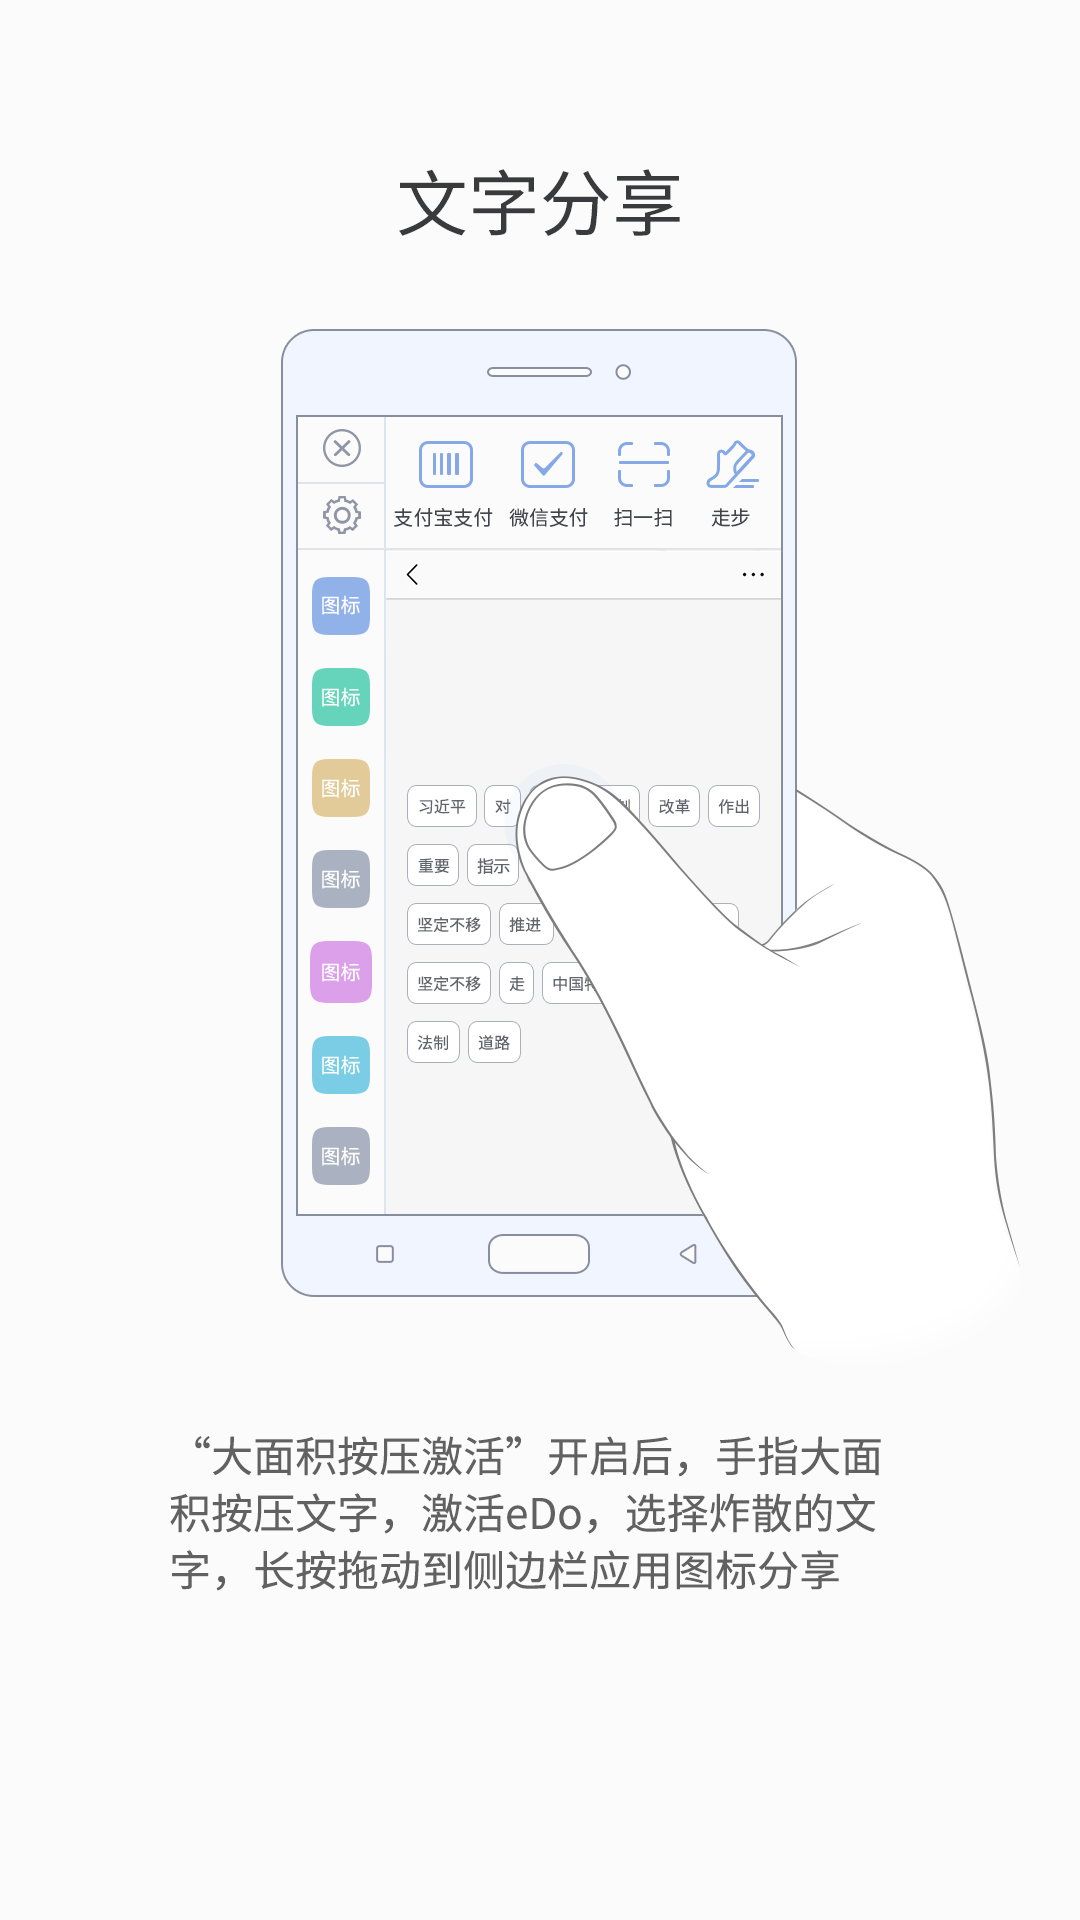 文字分享
支付宝支付 微信支付 扫一扫 走步
图标
图标
图标
图标
图标
图标
图标
习近平 对 改革 作出
重要 指示
坚定不移 推进
坚定不移 走 中国
法制 道路
“大面积按压激活”开启后，手指大面
积按压文字，激活eDo，选择炸散的文
字，长按拖动到侧边栏应用图标分享